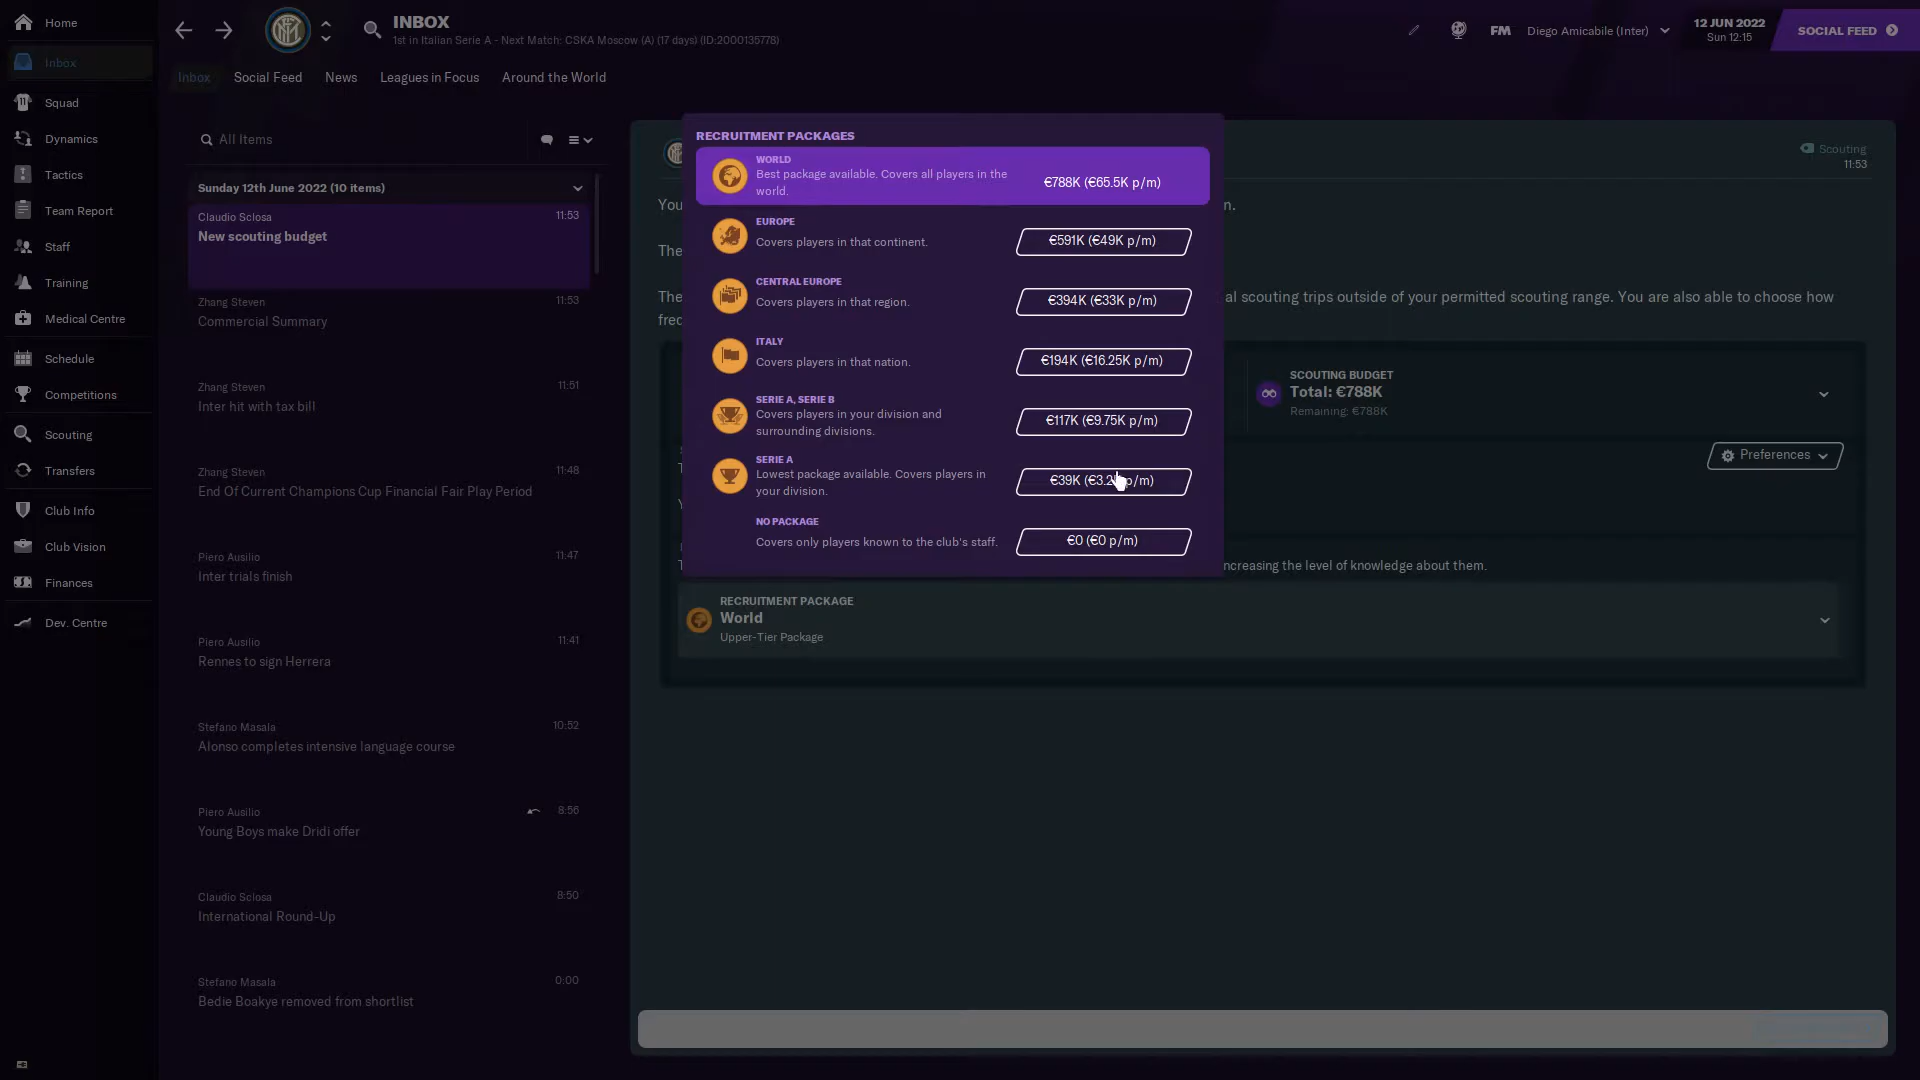 Home
Inbox
Squad
Dynamics
Tactics
Team Report
Staff
Training
Medical Centre
Schedule
Competitions
Scouting
Transfers
Club Info
Club Vision
Finances
Dev. Centre
INBOX
1st in Italian Serie A - Next Match: CSKA Moscow (A) (17 days) (ID:2000135778)
FM
Diego Amicabile (Inter)
12 JUN 2022
Sun 12:15
SOCIAL FEED
Inbox
Social Feed
News
Leagues in Focus
Around the World
All Items
Sunday 12th June 2022 (10 items)
Claudio Sclosa
11:53
New scouting budget
Zhang Steven
11:53
Commercial Summary
Zhang Steven
11:51
Inter hit with tax bill
Zhang Steven
11:48
End Of Current Champions Cup Financial Fair Play Period
Piero Ausilio
11:47
Inter trials finish
Piero Ausilio
11:41
Rennes to sign Herrera
Stefano Masala
10:52
Alonso completes intensive language course
Piero Ausilio
8:56
Young Boys make Dridi offer
Claudio Sclosa
8:50
International Round-Up
Stefano Masala
0:00
Bedie Boakye removed from shortlist
RECRUITMENT PACKAGES
WORLD
Best package available. Covers all players in the
world.
€788K (€65.5K p/m)
EUROPE
Covers players in that continent.
€591K (€49K p/m)
CENTRAL EUROPE
Covers players in that region.
€394K (€33K p/m)
ITALY
Covers players in that nation.
€194K (€16.25K p/m)
SERIE A, SERIE B
Covers players in your division and
surrounding divisions.
€117K (€9.75K p/m)
SERIE A
Lowest package available. Covers players in
your division.
€39K p/m)
NO PACKAGE
Covers only players known to the club's staff.
€0 (€0 p/m)
Scouting
11:53
scouting trips outside of your permitted scouting range. You are also able to choose how
SCOUTING BUDGET
Total: €788K
Remaining: €788K
Preferences
increasing the level of knowledge about them.
RECRUITMENT PACKAGE
World
Upper-Tier Package